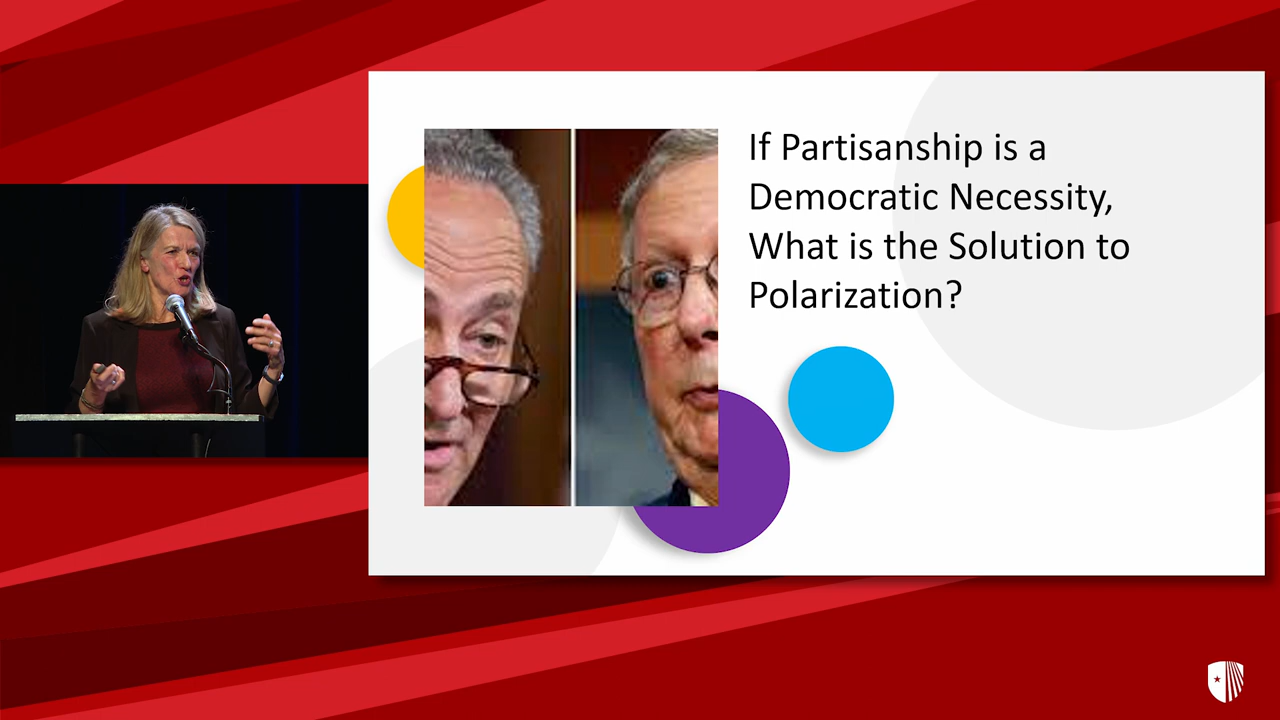 If Partisanship is a
Democratic Necessity,
What is the Solution to
Polarization?